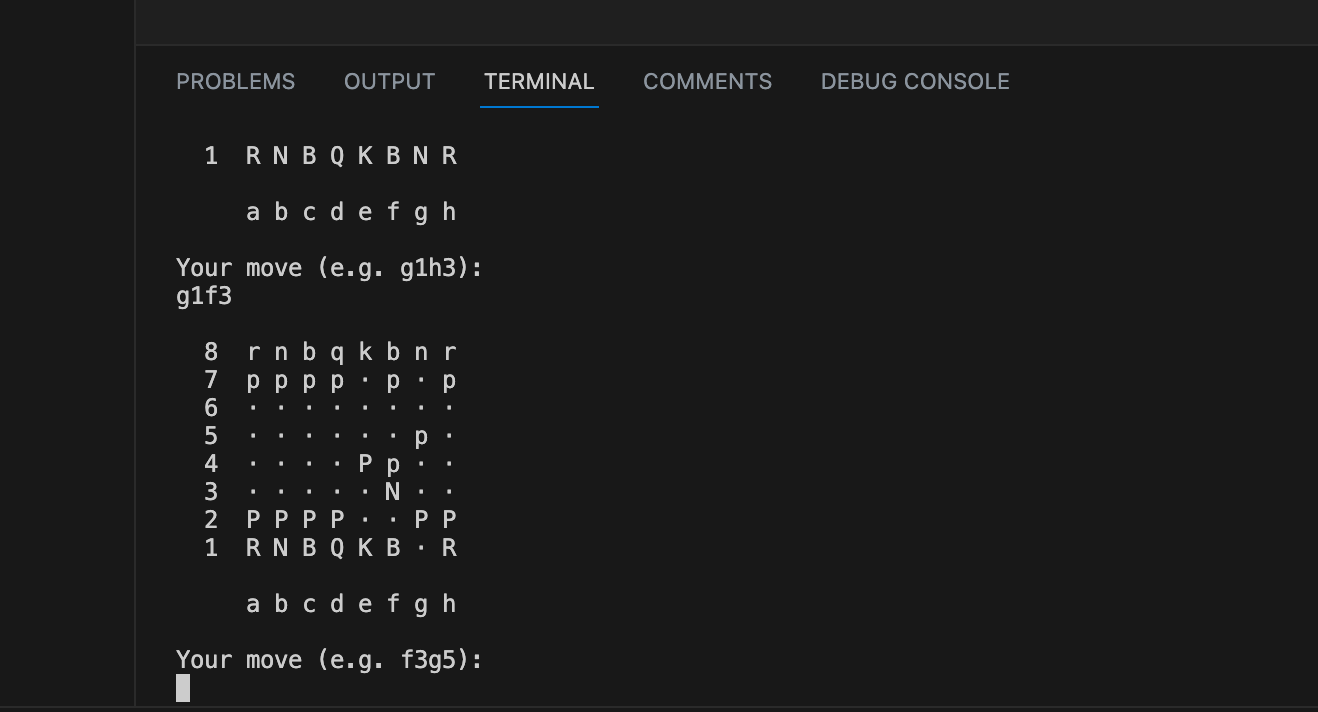 PROBLEMS OUTPUT TERMINAL COMMENTS DEBUG CONSOLE
1 R N B Q K B N R
a b c d e f g h
Your move (e.g. g1h3):
g1f3
8 r n b q k b n r
7 p p p p · p · p
6 · · · · · · · ·
5 · · · · · · p ·
4 · · · · P p · ·
3 · · · · · N · ·
2 P P P P · · P P
1 R N B Q K B · R
a b c d e f g h
Your move (e.g. f3g5):